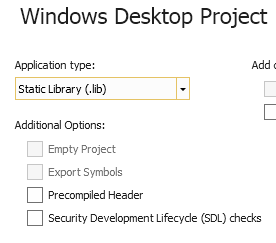 Windows Desktop Project
Application type:
Add
Static Library (.lib)
Additional Options:
Empty Project
Export Symbols
Precompiled Header
Security Development Lifecycle (SDL) checks